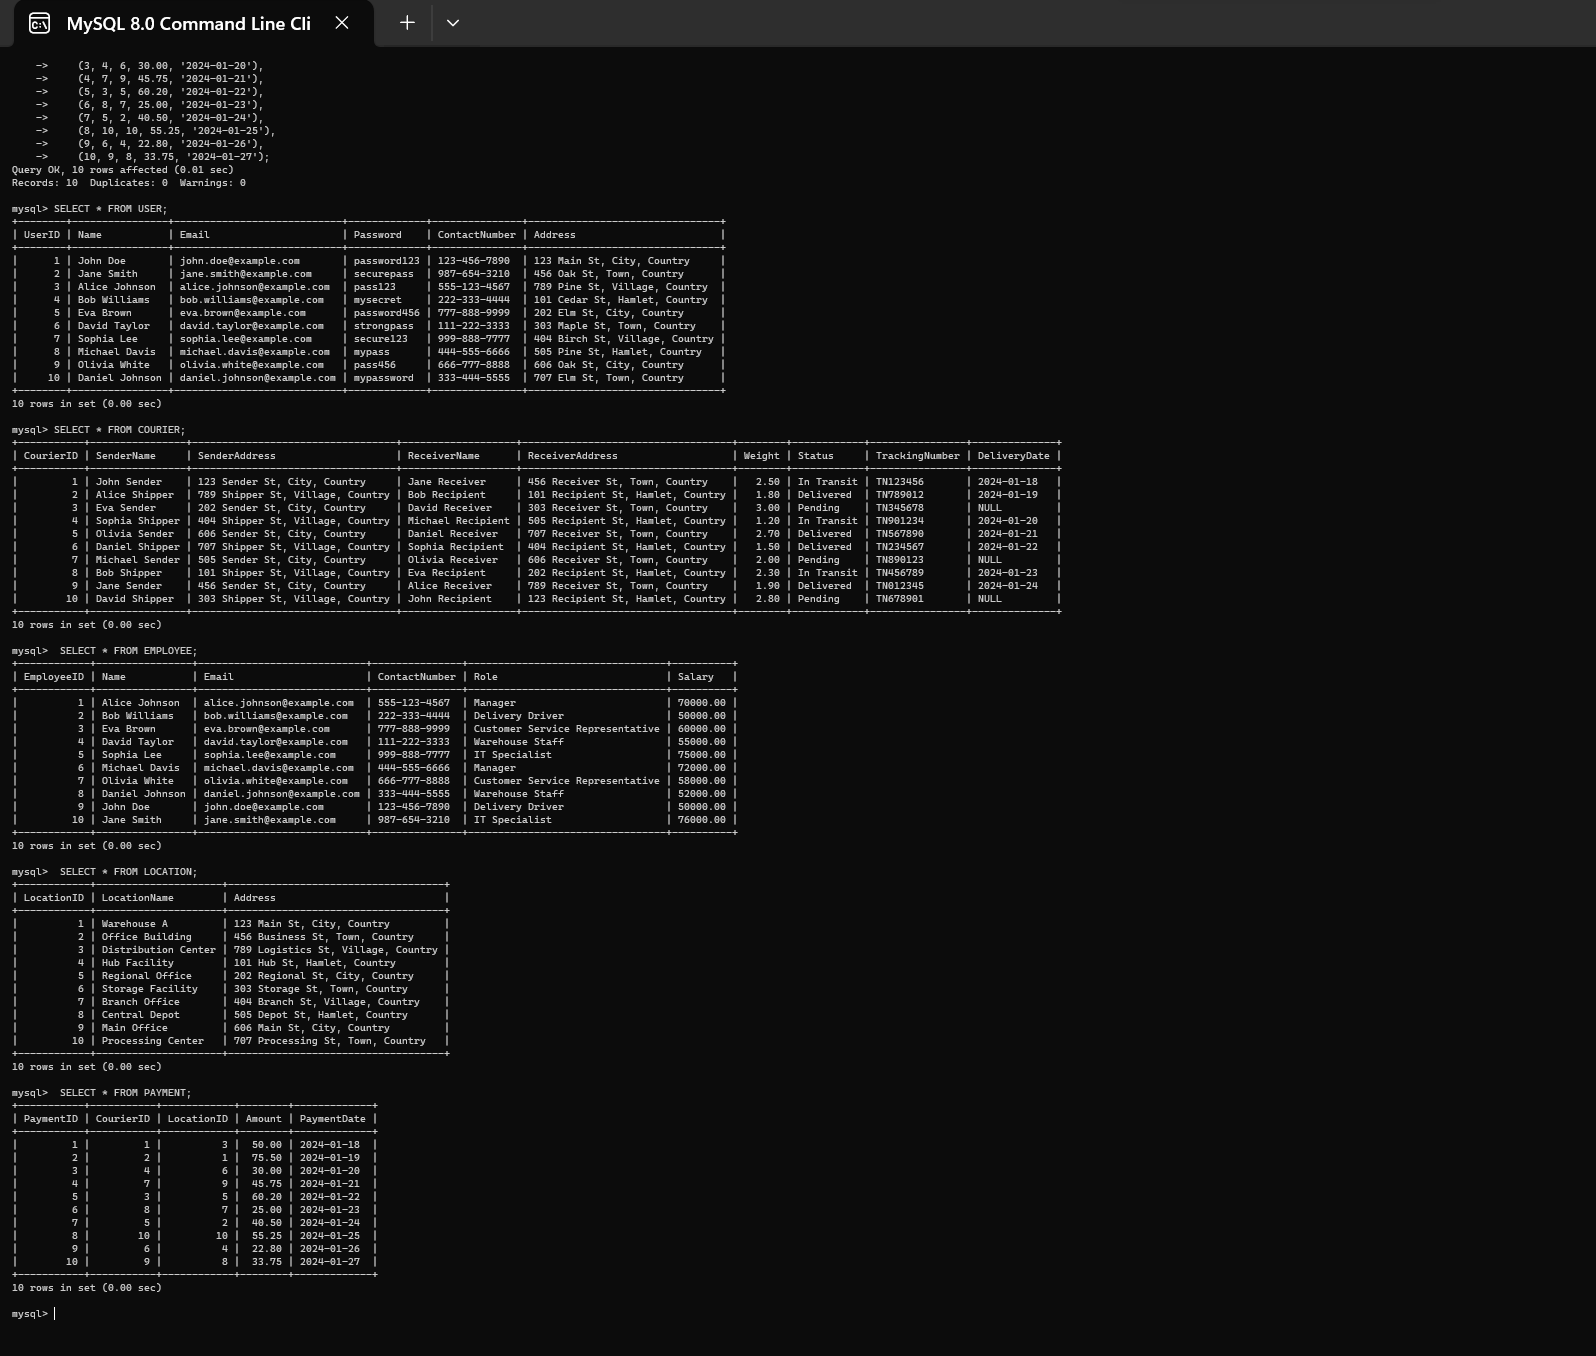 MySQL 8.0 Command Line Cli
    ->     (3, 4, 6, 30.00, '2024-01-20'),
    ->     (4, 7, 9, 45.75, '2024-01-21'),
    ->     (5, 3, 5, 60.20, '2024-01-22'),
    ->     (6, 8, 7, 25.00, '2024-01-23'),
    ->     (7, 5, 2, 40.50, '2024-01-24'),
    ->     (8, 10, 10, 55.25, '2024-01-25'),
    ->     (9, 6, 4, 22.80, '2024-01-26'),
    ->     (10, 9, 8, 33.75, '2024-01-27');
Query OK, 10 rows affected (0.01 sec)
Records: 10  Duplicates: 0  Warnings: 0
mysql> SELECT * FROM USER;
| UserID | Name | Email | Password | ContactNumber | Address |
| 1 | John Doe | john.doe@example.com | password123 | 123-456-7890 | 123 Main St, City, Country |
| 2 | Jane Smith | jane.smith@example.com | securepass | 987-654-3210 | 456 Oak St, Town, Country |
| 3 | Alice Johnson | alice.johnson@example.com | pass123 | 555-123-4567 | 789 Pine St, Village, Country |
| 4 | Bob Williams | bob.williams@example.com | mysecret | 222-333-4444 | 101 Cedar St, Hamlet, Country |
| 5 | Eva Brown | eva.brown@example.com | password456 | 777-888-9999 | 202 Elm St, City, Country |
| 6 | David Taylor | david.taylor@example.com | strongpass | 111-222-3333 | 303 Maple St, Town, Country |
| 7 | Sophia Lee | sophia.lee@example.com | secure123 | 999-888-7777 | 404 Birch St, Village, Country |
| 8 | Michael Davis | michael.davis@example.com | mypass | 444-555-6666 | 505 Pine St, Hamlet, Country |
| 9 | Olivia White | olivia.white@example.com | pass456 | 666-777-8888 | 606 Oak St, City, Country |
| 10 | Daniel Johnson | daniel.johnson@example.com | mypassword | 333-444-5555 | 707 Elm St, Town, Country |
10 rows in set (0.00 sec)
mysql> SELECT * FROM COURIER;
| CourierID | SenderName | SenderAddress | ReceiverName | ReceiverAddress | Weight | Status | TrackingNumber | DeliveryDate |
| 1 | John Sender | 123 Sender St, City, Country | Jane Receiver | 456 Receiver St, Town, Country | 2.50 | In Transit | TN123456 | 2024-01-18 |
| 2 | Alice Shipper | 789 Shipper St, Village, Country | Bob Recipient | 101 Recipient St, Hamlet, Country | 1.80 | Delivered | TN789012 | 2024-01-19 |
| 3 | Eva Sender | 202 Sender St, City, Country | David Receiver | 303 Receiver St, Town, Country | 3.00 | Pending | TN345678 | NULL |
| 4 | Sophia Shipper | 404 Shipper St, Village, Country | Michael Recipient | 505 Recipient St, Hamlet, Country | 1.20 | In Transit | TN901234 | 2024-01-20 |
| 5 | Olivia Sender | 606 Sender St, City, Country | Daniel Receiver | 707 Receiver St, Town, Country | 2.70 | Delivered | TN567890 | 2024-01-21 |
| 6 | Daniel Shipper | 707 Shipper St, Village, Country | Sophia Recipient | 404 Recipient St, Hamlet, Country | 1.50 | Delivered | TN234567 | 2024-01-22 |
| 7 | Michael Sender | 505 Sender St, City, Country | Olivia Receiver | 606 Receiver St, Town, Country | 2.00 | Pending | TN890123 | NULL |
| 8 | Bob Shipper | 101 Shipper St, Village, Country | Eva Recipient | 202 Recipient St, Hamlet, Country | 2.30 | In Transit | TN456789 | 2024-01-23 |
| 9 | Jane Sender | 456 Sender St, City, Country | Alice Receiver | 789 Receiver St, Town, Country | 1.90 | Delivered | TN012345 | 2024-01-24 |
| 10 | David Shipper | 303 Shipper St, Village, Country | John Recipient | 123 Recipient St, Hamlet, Country | 2.80 | Pending | TN678901 | NULL |
10 rows in set (0.00 sec)
mysql>  SELECT * FROM EMPLOYEE;
| EmployeeID | Name | Email | ContactNumber | Role | Salary |
| 1 | Alice Johnson | alice.johnson@example.com | 555-123-4567 | Manager | 70000.00 |
| 2 | Bob Williams | bob.williams@example.com | 222-333-4444 | Delivery Driver | 50000.00 |
| 3 | Eva Brown | eva.brown@example.com | 777-888-9999 | Customer Service Representative | 60000.00 |
| 4 | David Taylor | david.taylor@example.com | 111-222-3333 | Warehouse Staff | 55000.00 |
| 5 | Sophia Lee | sophia.lee@example.com | 999-888-7777 | IT Specialist | 75000.00 |
| 6 | Michael Davis | michael.davis@example.com | 444-555-6666 | Manager | 72000.00 |
| 7 | Olivia White | olivia.white@example.com | 666-777-8888 | Customer Service Representative | 58000.00 |
| 8 | Daniel Johnson | daniel.johnson@example.com | 333-444-5555 | Warehouse Staff | 52000.00 |
| 9 | John Doe | john.doe@example.com | 123-456-7890 | Delivery Driver | 50000.00 |
| 10 | Jane Smith | jane.smith@example.com | 987-654-3210 | IT Specialist | 76000.00 |
10 rows in set (0.00 sec)
mysql>  SELECT * FROM LOCATION;
| LocationID | LocationName | Address |
| 1 | Warehouse A | 123 Main St, City, Country |
| 2 | Office Building | 456 Business St, Town, Country |
| 3 | Distribution Center | 789 Logistics St, Village, Country |
| 4 | Hub Facility | 101 Hub St, Hamlet, Country |
| 5 | Regional Office | 202 Regional St, City, Country |
| 6 | Storage Facility | 303 Storage St, Town, Country |
| 7 | Branch Office | 404 Branch St, Village, Country |
| 8 | Central Depot | 505 Depot St, Hamlet, Country |
| 9 | Main Office | 606 Main St, City, Country |
| 10 | Processing Center | 707 Processing St, Town, Country |
10 rows in set (0.00 sec)
mysql>  SELECT * FROM PAYMENT;
| PaymentID | CourierID | LocationID | Amount | PaymentDate |
| 1 | 1 | 3 | 50.00 | 2024-01-18 |
| 2 | 2 | 1 | 75.50 | 2024-01-19 |
| 3 | 4 | 6 | 30.00 | 2024-01-20 |
| 4 | 7 | 9 | 45.75 | 2024-01-21 |
| 5 | 3 | 5 | 60.20 | 2024-01-22 |
| 6 | 8 | 7 | 25.00 | 2024-01-23 |
| 7 | 5 | 2 | 40.50 | 2024-01-24 |
| 8 | 10 | 10 | 55.25 | 2024-01-25 |
| 9 | 6 | 4 | 22.80 | 2024-01-26 |
| 10 | 9 | 8 | 33.75 | 2024-01-27 |
10 rows in set (0.00 sec)
mysql>